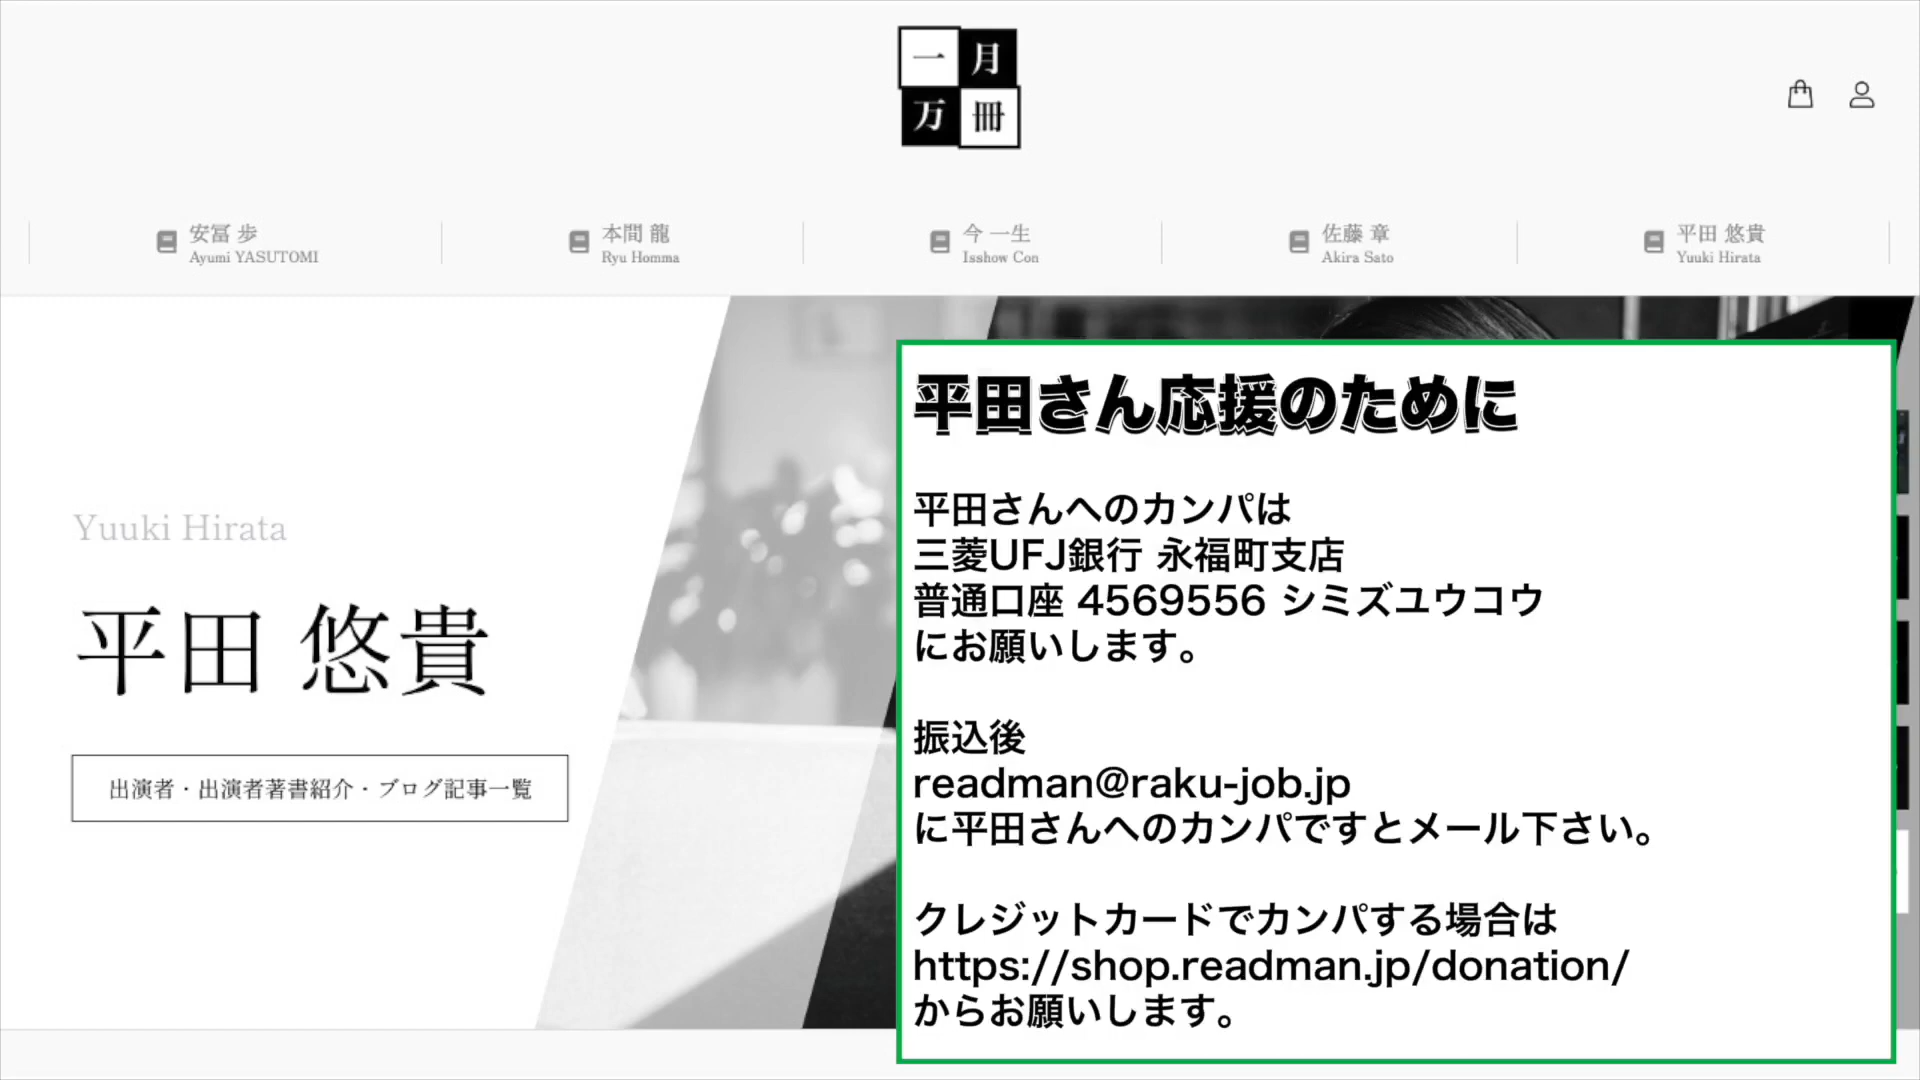 一月
万冊
安冨 歩
Ayumi YASUTOMI
本間 龍
Ryu Homma
今 一生
Isshow Con
佐藤 章
Akira Sato
平田 悠貴
Yuuki Hirata
Yuuki Hirata
平田 悠貴
出演者・出演者著書紹介・ブログ記事一覧
平田さん応援のために
平田さんへのカンパは
三菱UFJ銀行 永福町支店
普通口座 4569556 シミズユウコウ
にお願いします。
振込後
readman@raku-job.jp
に平田さんへのカンパですとメール下さい。
クレジットカードでカンパする場合は
https://shop.readman.jp/donation/
からお願いします。